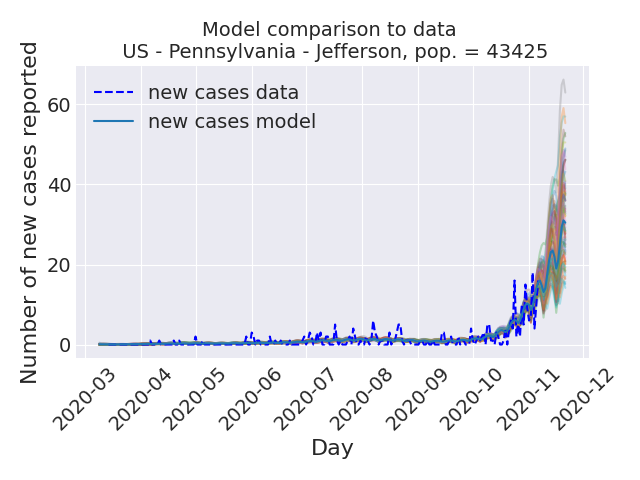 Model comparison to data
US - Pennsylvania - Jefferson, pop. = 43425
Number of new cases reported
60
40
20
0
new cases data
new cases model
2020-03
2020-04
2020-05
2020-06
2020-07
2020-08
2020-09
2020-10
2020-11
2020-12
Day